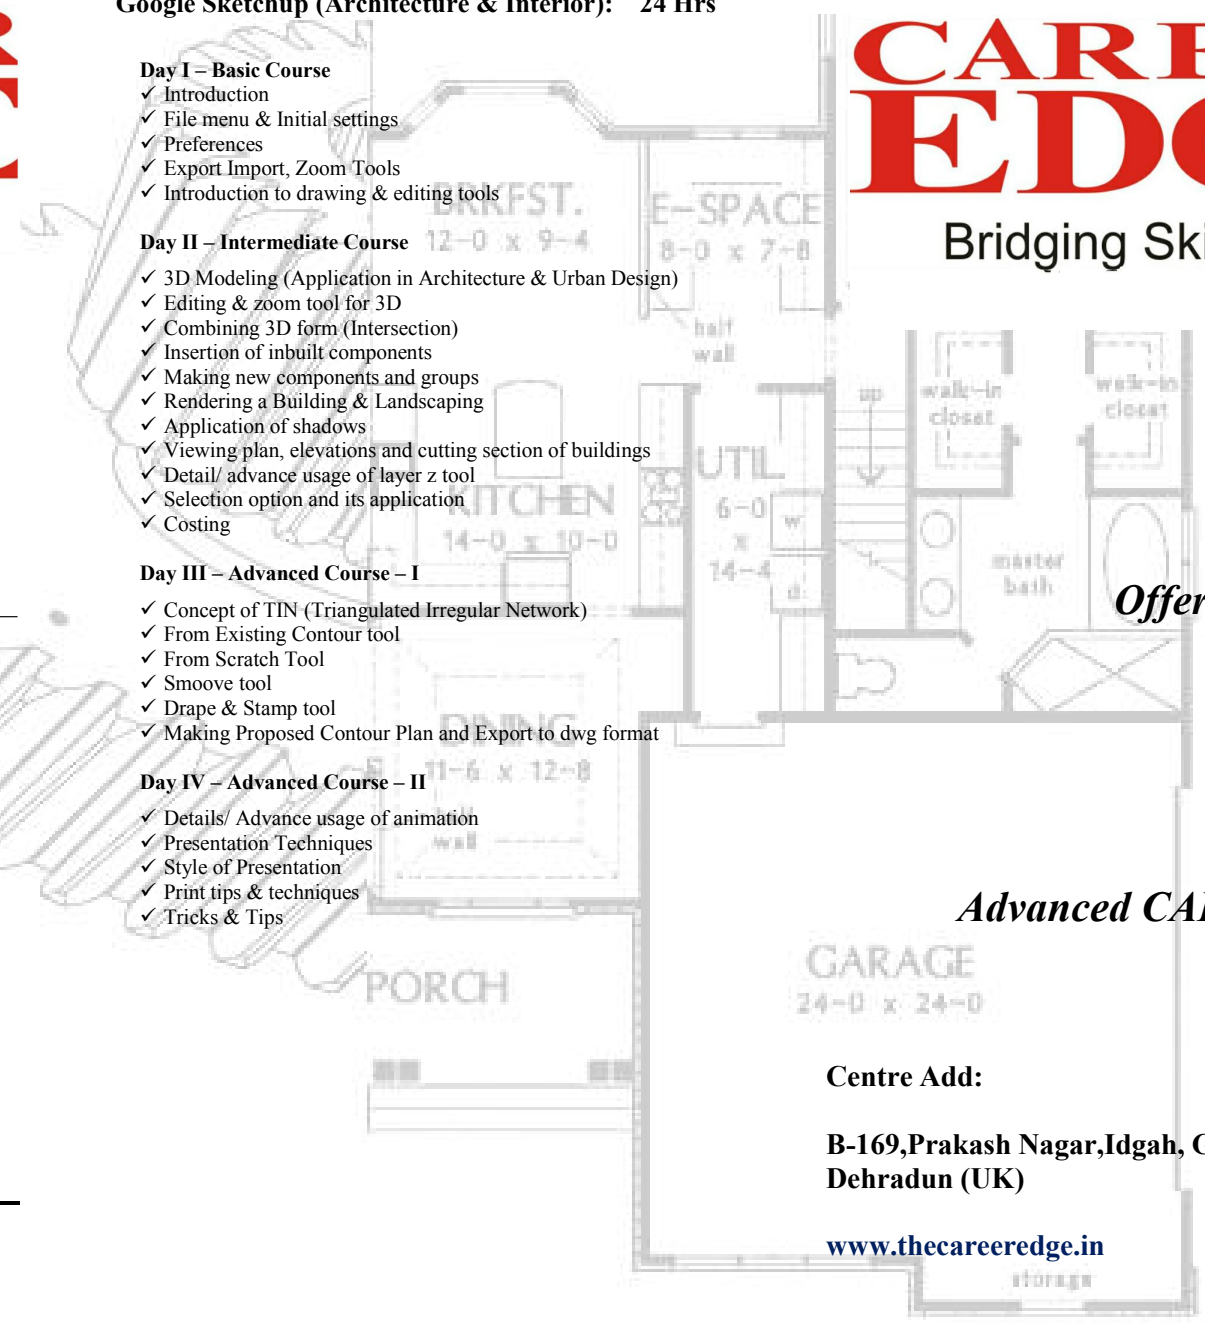 Google Sketchup (Architecture & Interior): 24 Hrs
Day I – Basic Course
✓ Introduction
✓ File menu & Initial settings
✓ Preferences
✓ Export Import, Zoom Tools
✓ Introduction to drawing & editing tools
Day II – Intermediate Course
✓ 3D Modeling (Application in Architecture & Urban Design)
✓ Editing & zoom tool for 3D
✓ Combining 3D form (Intersection)
✓ Insertion of inbuilt components
✓ Making new components and groups
✓ Rendering a Building & Landscaping
✓ Application of shadows
✓ Viewing plan, elevations and cutting section of buildings
✓ Detail/ advance usage of layer z tool
✓ Selection option and its application
✓ Costing
Day III – Advanced Course – I
✓ Concept of TIN (Triangulated Irregular Network)
✓ From Existing Contour tool
✓ From Scratch Tool
✓ Smoove tool
✓ Drape & Stamp tool
✓ Making Proposed Contour Plan and Export to dwg format
Day IV – Advanced Course – II
✓ Details/ Advance usage of animation
✓ Presentation Techniques
✓ Style of Presentation
✓ Print tips & techniques
✓ Tricks & Tips
BRKFST.
12-0 x 9-4
E-SPACE
8-0 x 7-8
half
wall
KITCHEN
14-0 x 10-0
UTIL.
6-0
x
14-4
w
d
up
walk-in
closet
walk-in
closet
master
bath
DINING
11-6 x 12-8
half
wall
PORCH
GARAGE
24-0 x 24-0
storage
CARE
EDG
Bridging Ski
Offer
Advanced CA
Centre Add:
B-169,Prakash Nagar,Idgah,
Dehradun (UK)
www.thecareeredge.in